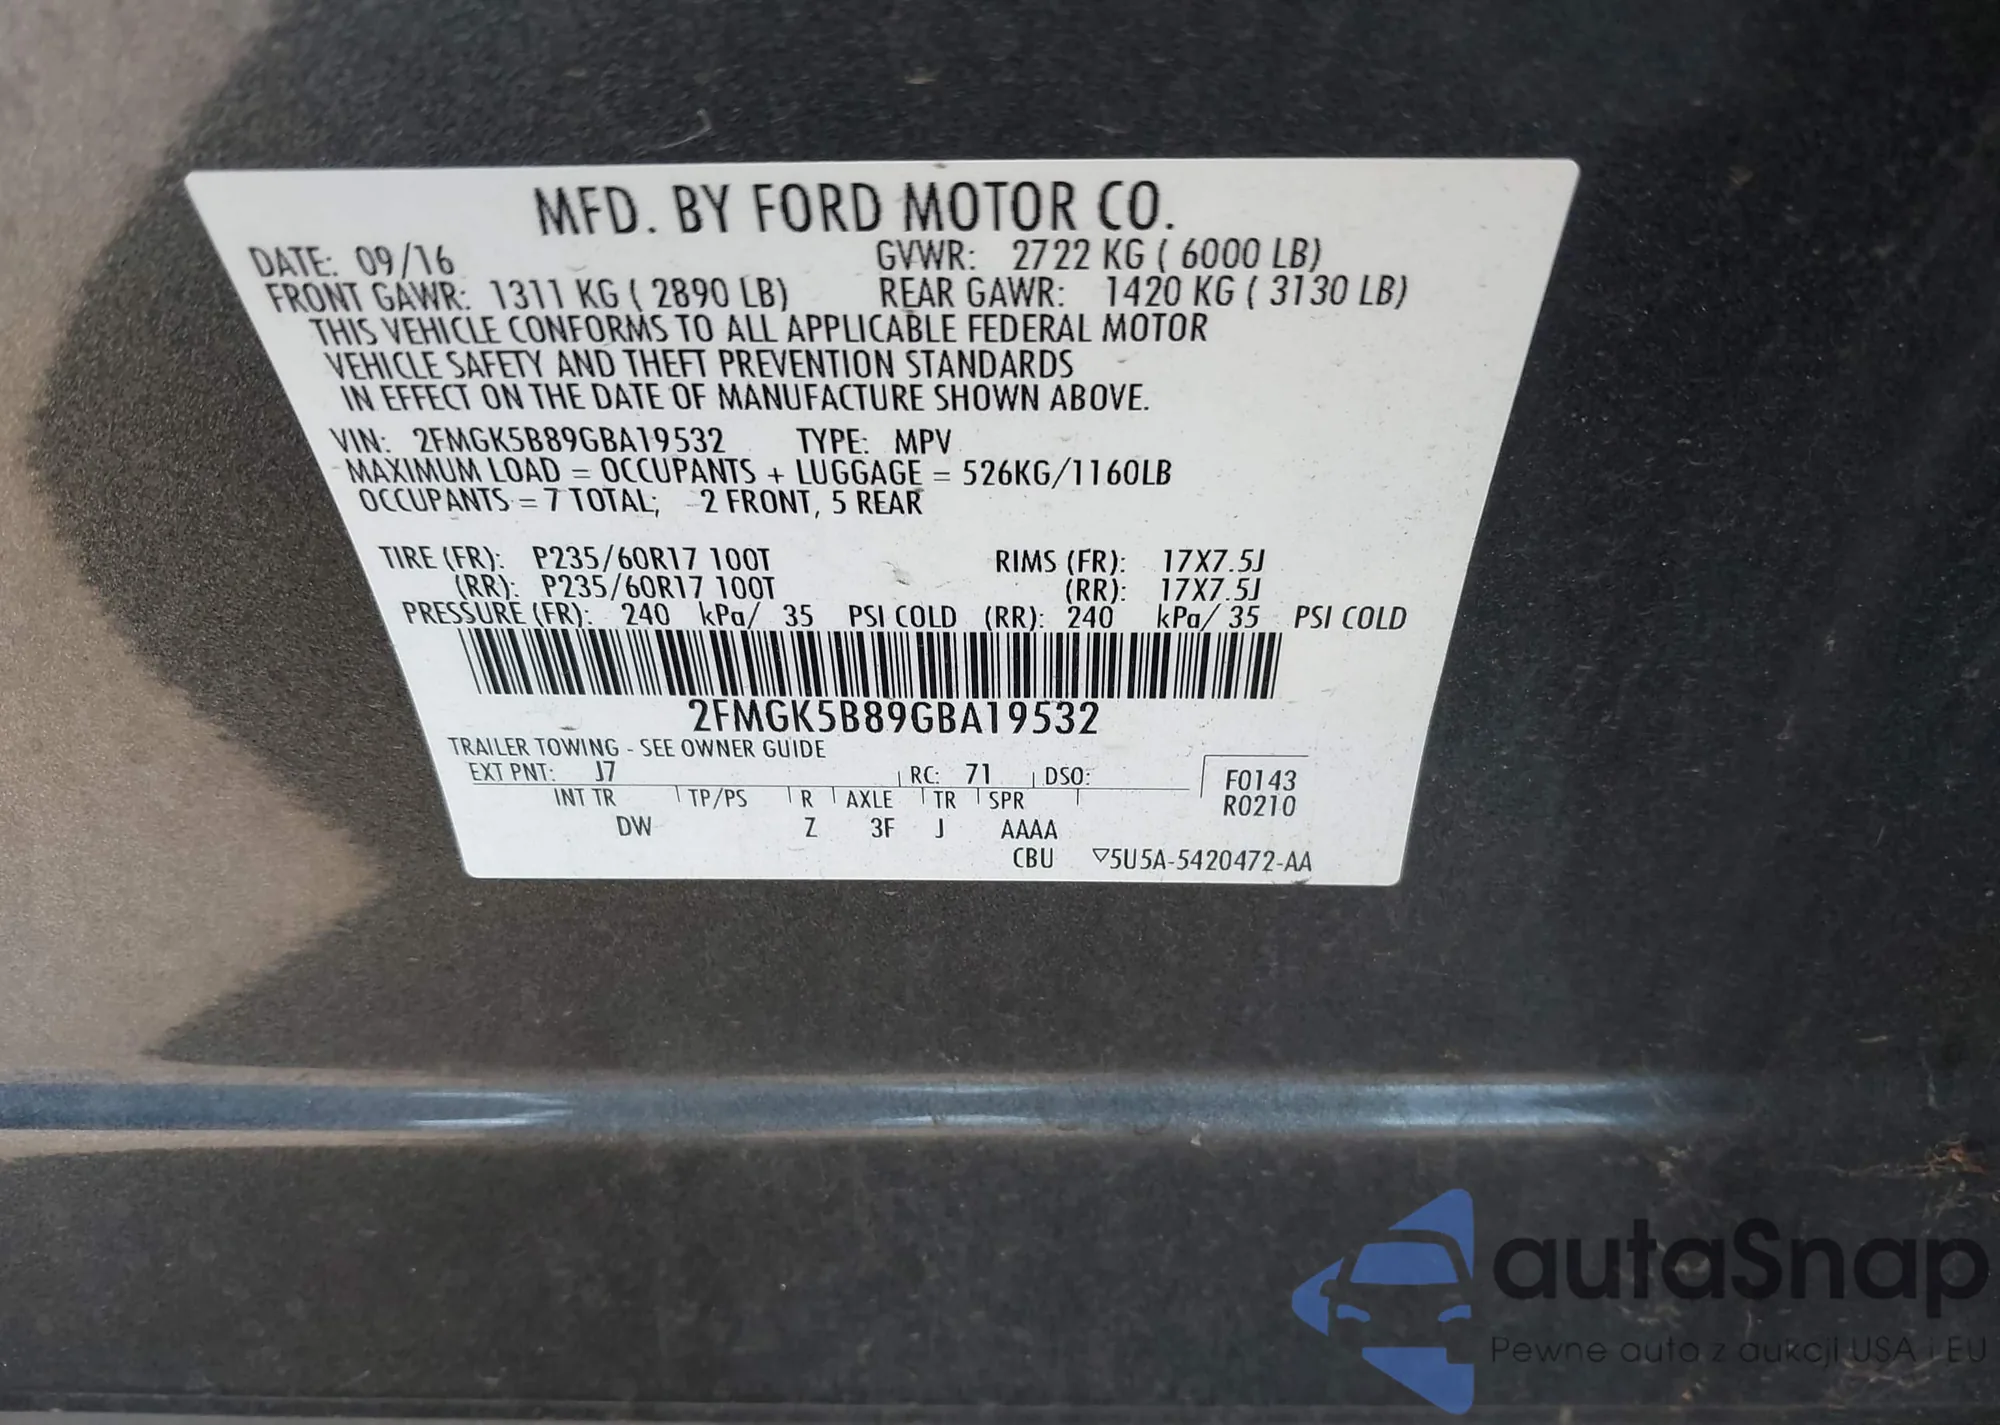 MFD. BY FORD MOTOR CO.
DATE: 09/16 GVWR: 2722 KG ( 6000 LB)
FRONT GAWR: 1311 KG ( 2890 LB) REAR GAWR: 1420 KG ( 3130 LB)
THIS VEHICLE CONFORMS TO ALL APPLICABLE FEDERAL MOTOR
VEHICLE SAFETY AND THEFT PREVENTION STANDARDS
IN EFFECT ON THE DATE OF MANUFACTURE SHOWN ABOVE.
VIN: 2FMGK5B89GBA19532 TYPE: MPV
MAXIMUM LOAD = OCCUPANTS + LUGGAGE = 526KG/1160LB
OCCUPANTS = 7 TOTAL; 2 FRONT, 5 REAR
TIRE (FR): P235/60R17 100T RIMS (FR): 17X7.5J
(RR): P235/60R17 100T (RR): 17X7.5J
PRESSURE (FR): 240 kPa/ 35 PSI COLD (RR): 240 kPa/ 35 PSI COLD
2FMGK5B89GBA19532
TRAILER TOWING - SEE OWNER GUIDE
EXT PNT: J7 RC: 71 DSO: F0143
INT TR TP/PS R AXLE TR SPR R0210
DW Z 3F J AAAA
CBU ▽5U5A-5420472-AA
autaSnap
Pewne auta z aukcji USA i EU